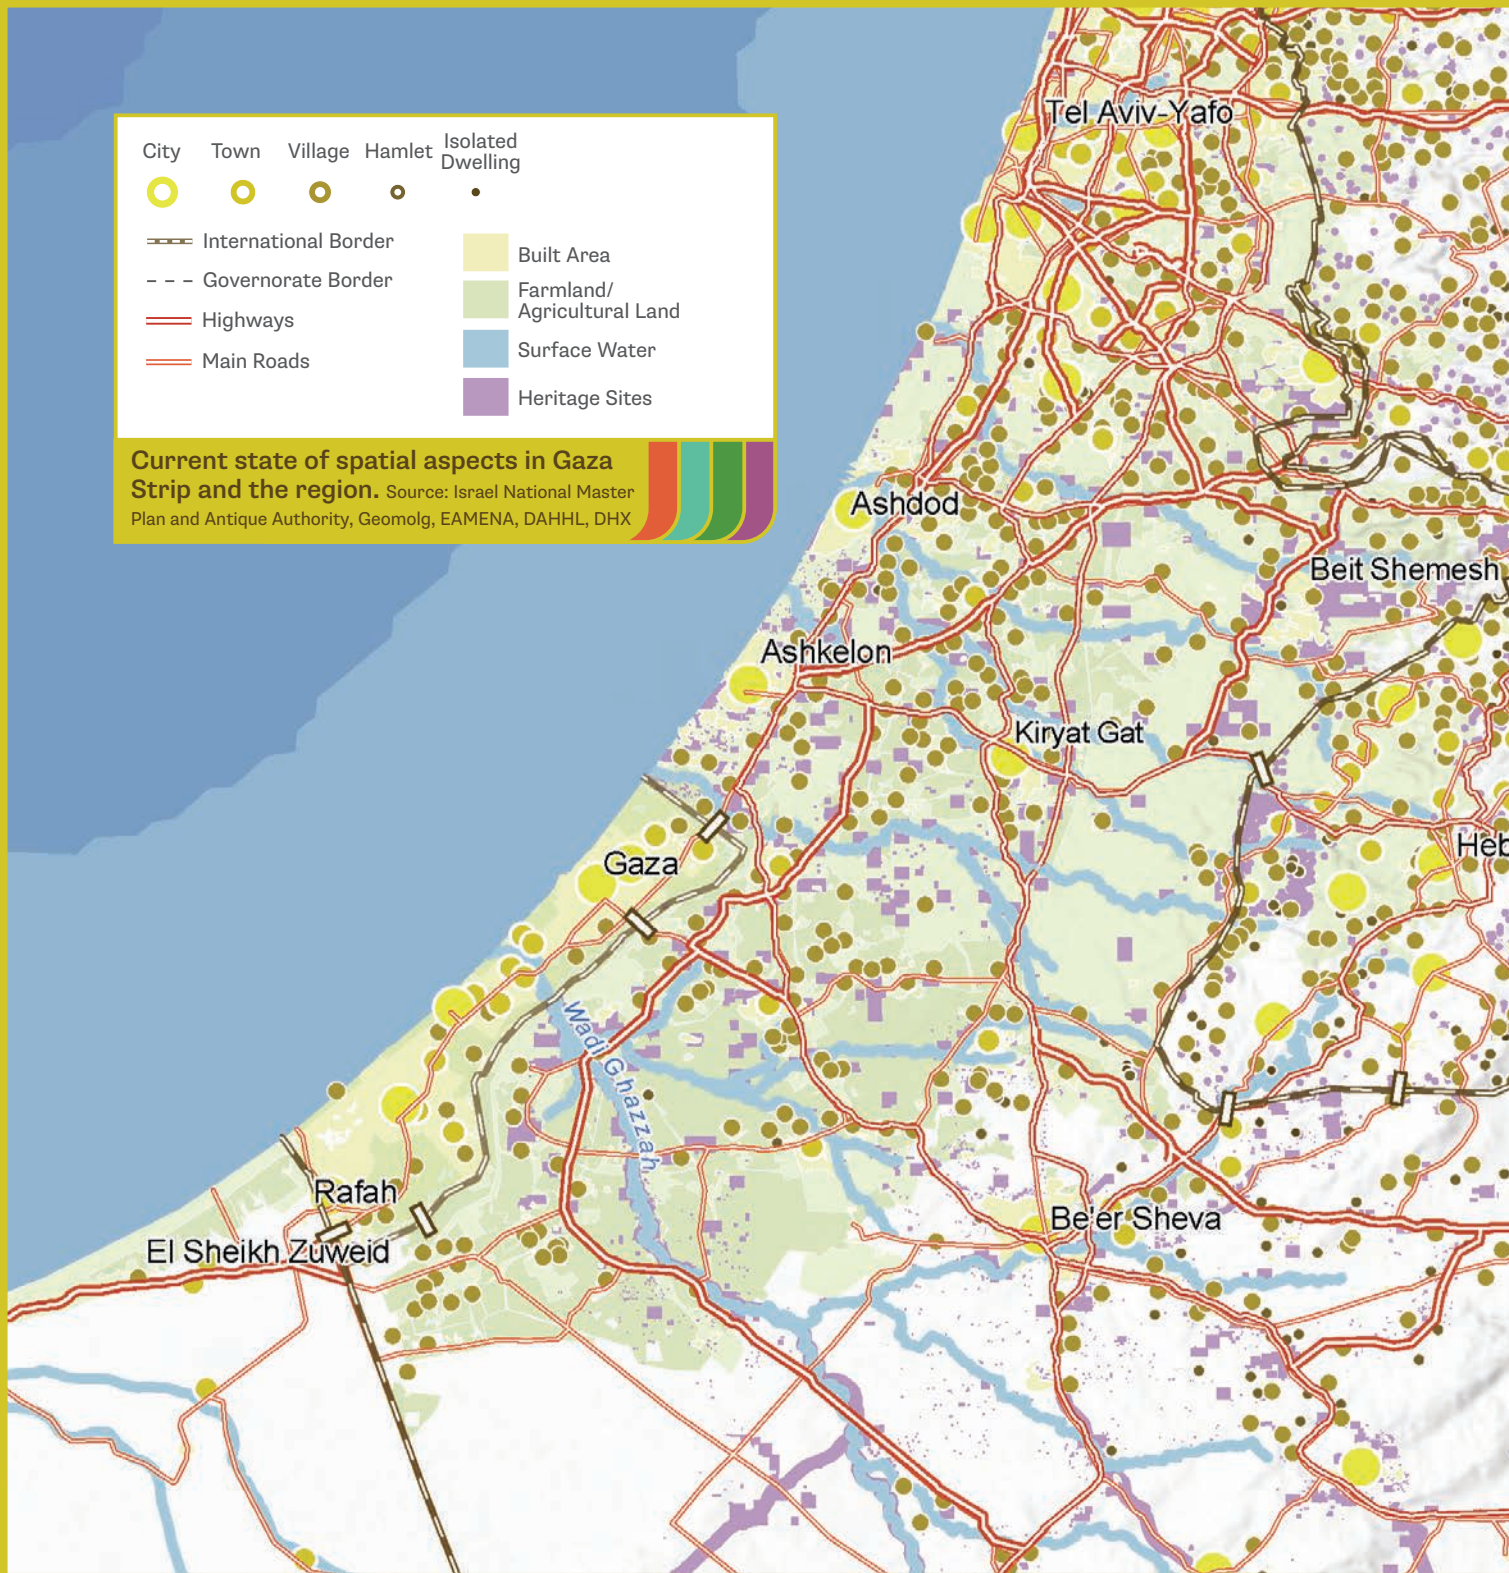 City Town Village Hamlet Isolated
Dwelling
International Border
Governorate Border
Highways
Main Roads
Built Area
Farmland/
Agricultural Land
Surface Water
Heritage Sites
Current state of spatial aspects in Gaza
Strip and the region. Source: Israel National Master
Plan and Antique Authority, Geomolg, EAMENA, DAHHL, DHX
Tel Aviv-Yafo
Ashdod
Beit Shemesh
Ashkelon
Kiryat Gat
Gaza
Heb
Wadi Ghazzah
Rafah
Be'er Sheva
El Sheikh Zuweid